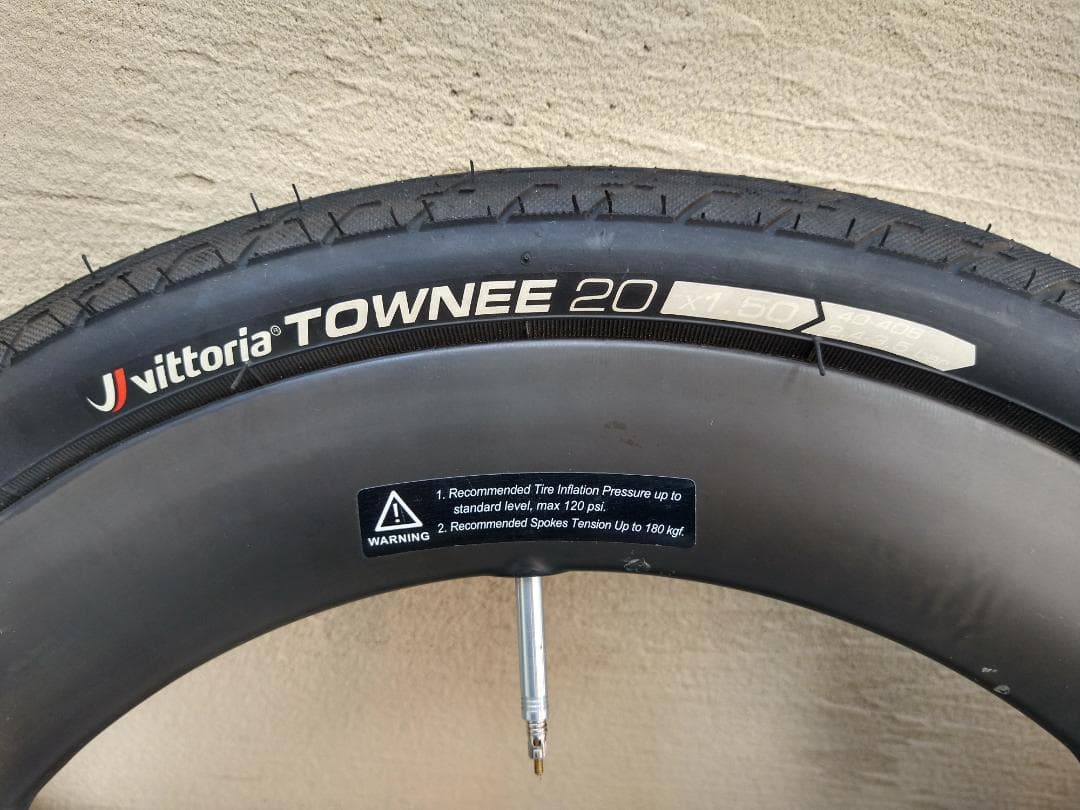 vittoria® TOWNEE 20 x1.50
40-406
WARNING
1. Recommended Tire Inflation Pressure up to
standard level, max 120 psi.
2. Recommended Spokes Tension Up to 180 kgf.